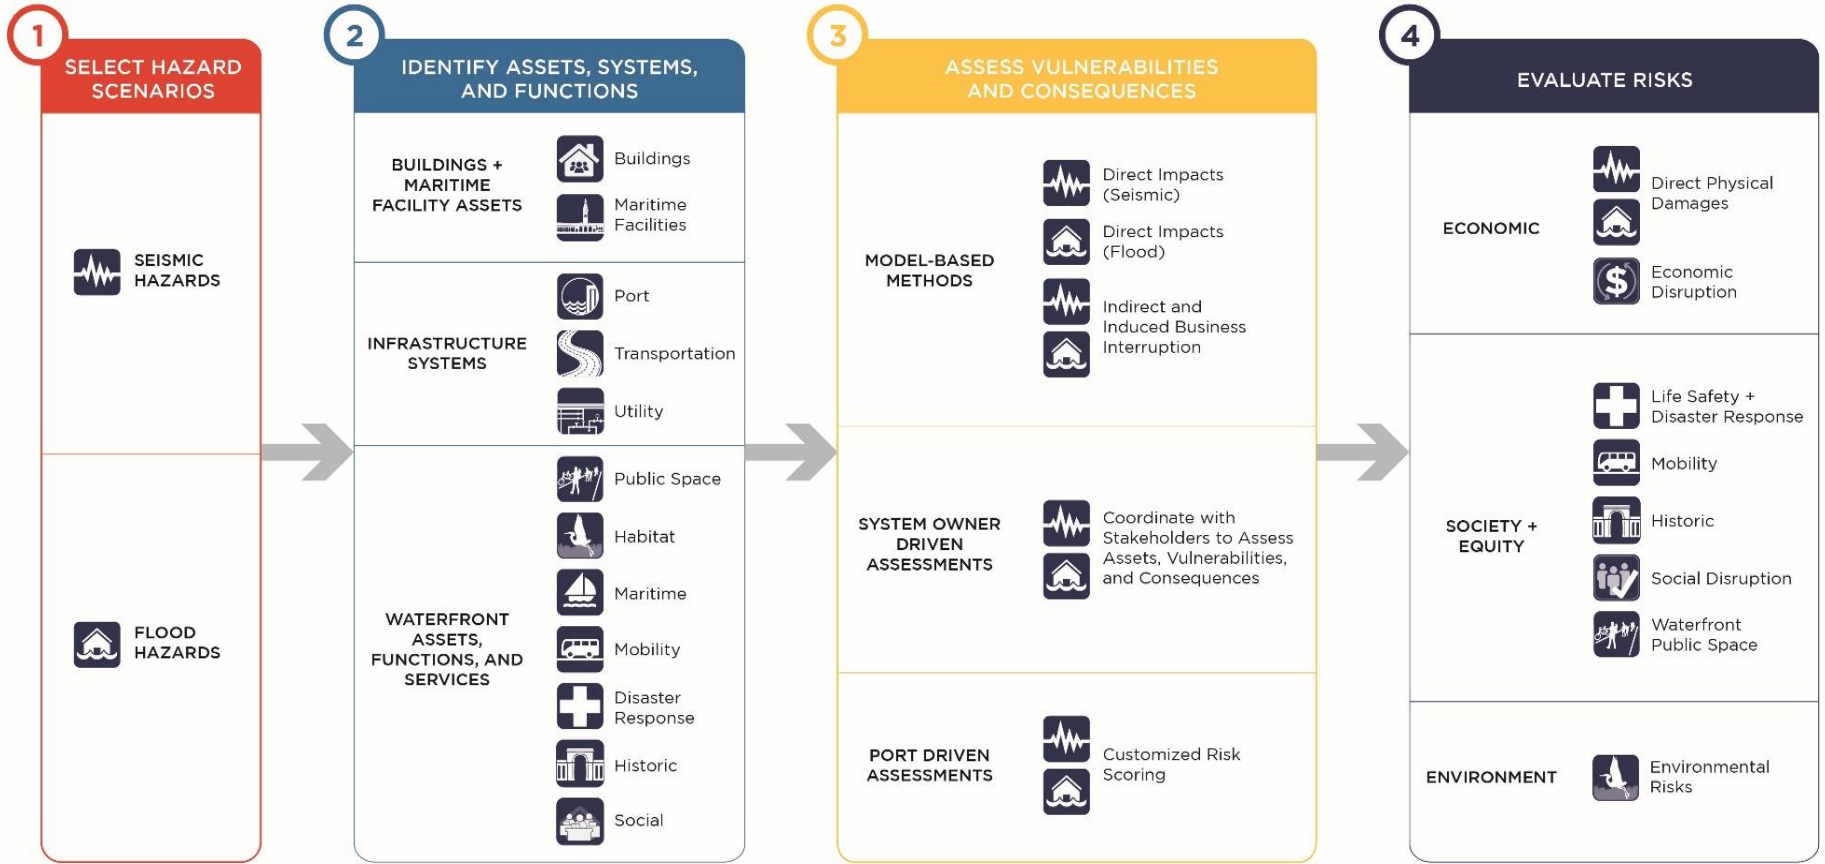 1
SELECT HAZARD
SCENARIOS
SEISMIC
HAZARDS
FLOOD
HAZARDS
2
IDENTIFY ASSETS, SYSTEMS,
AND FUNCTIONS
BUILDINGS +
MARITIME
FACILITY ASSETS
Buildings
Maritime
Facilities
INFRASTRUCTURE
SYSTEMS
Port
Transportation
Utility
WATERFRONT
ASSETS,
FUNCTIONS, AND
SERVICES
Public Space
Habitat
Maritime
Mobility
Disaster
Response
Historic
Social
3
ASSESS VULNERABILITIES
AND CONSEQUENCES
MODEL-BASED
METHODS
Direct Impacts
(Seismic)
Direct Impacts
(Flood)
Indirect and
Induced Business
Interruption
SYSTEM OWNER
DRIVEN
ASSESSMENTS
Coordinate with
Stakeholders to Assess
Assets, Vulnerabilities,
and Consequences
PORT DRIVEN
ASSESSMENTS
Customized Risk
Scoring
4
EVALUATE RISKS
ECONOMIC
Direct Physical
Damages
$
Economic
Disruption
SOCIETY +
EQUITY
Life Safety +
Disaster Response
Mobility
Historic
Social Disruption
Waterfront
Public Space
ENVIRONMENT
Environmental
Risks